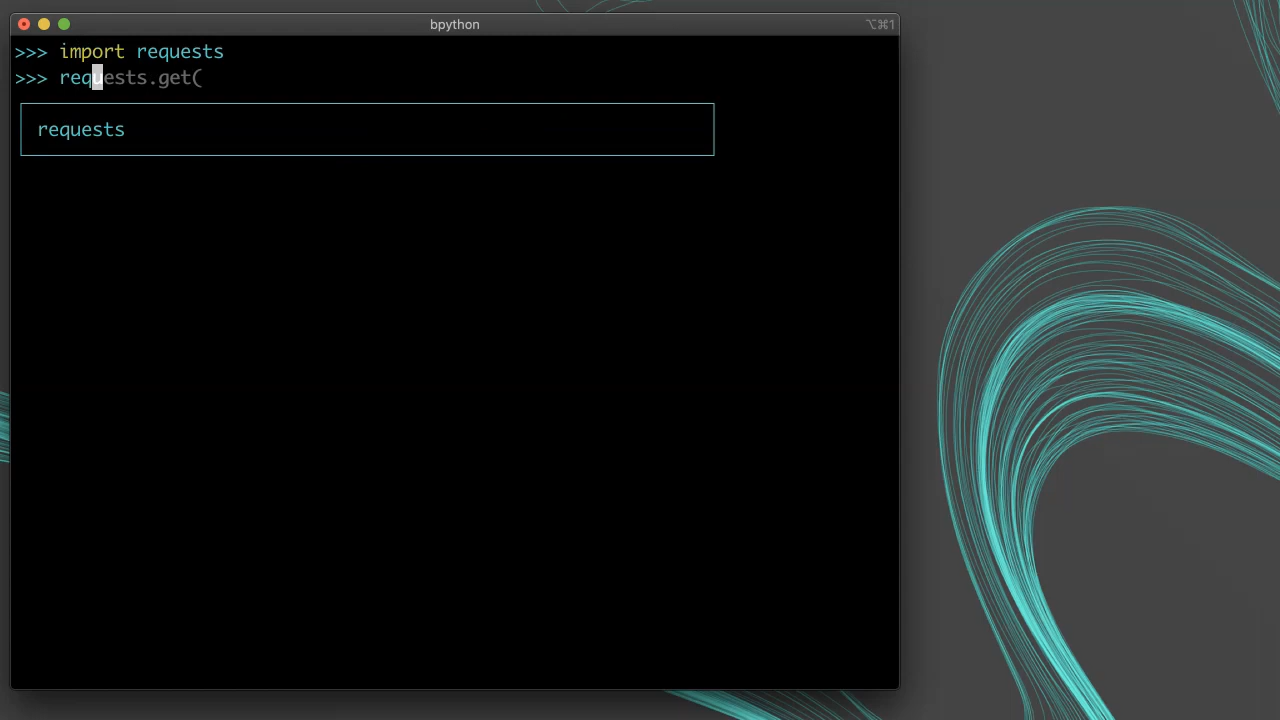 bpython
⌥⌘1
>>> import requests
>>> requests.get(
requests